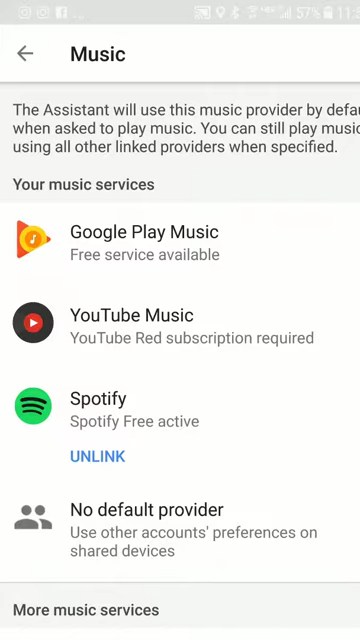 57% 11:5
Music
The Assistant will use this music provider by defa
when asked to play music. You can still play music
using all other linked providers when specified.
Your music services
Google Play Music
Free service available
YouTube Music
YouTube Red subscription required
Spotify
Spotify Free active
UNLINK
No default provider
Use other accounts' preferences on
shared devices
More music services